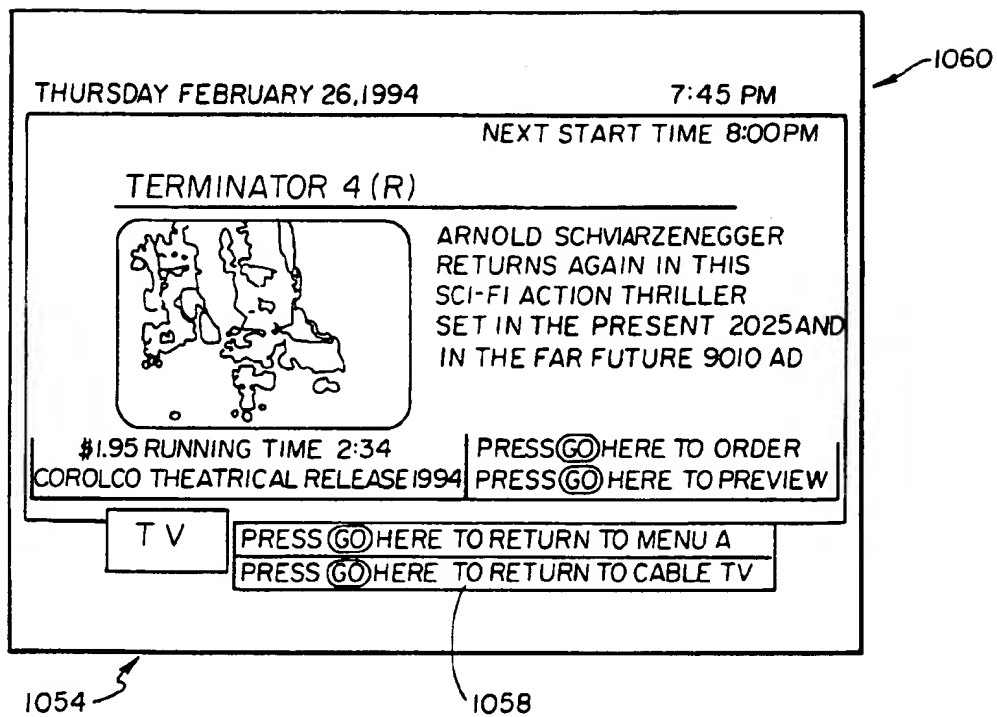 1060
THURSDAY FEBRUARY 26,1994 7:45 PM
NEXT START TIME 8:00PM
TERMINATOR 4 (R)
ARNOLD SCHVIARZENEGGER
RETURNS AGAIN IN THIS
SCI-FI ACTION THRILLER
SET IN THE PRESENT 2025AND
IN THE FAR FUTURE 9010 AD
$1.95 RUNNING TIME 2:34
COROLCO THEATRICAL RELEASE 1994
PRESS GO HERE TO ORDER
PRESS GO HERE TO PREVIEW
TV
PRESS GO HERE TO RETURN TO MENU A
PRESS GO HERE TO RETURN TO CABLE TV
1054
1058